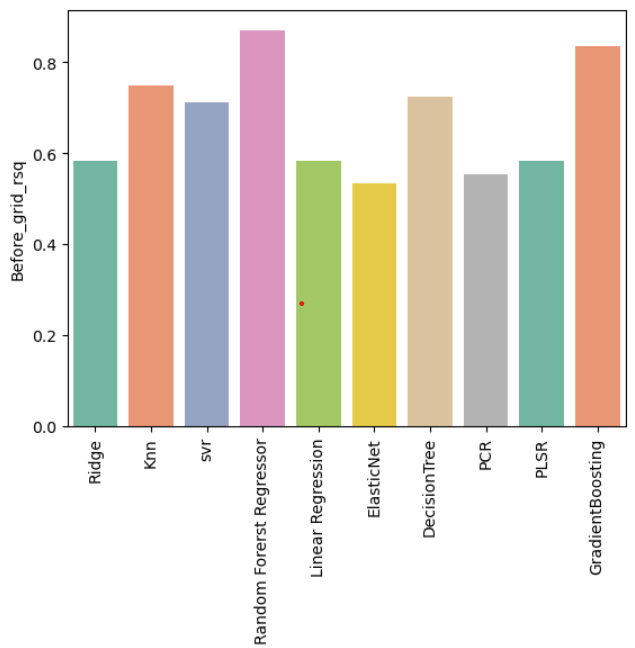 Before_grid_rsq
0.8
0.6
0.4
0.2
0.0
Ridge
Knn
svr
Random Forerst Regressor
Linear Regression
ElasticNet
DecisionTree
PCR
PLSR
GradientBoosting